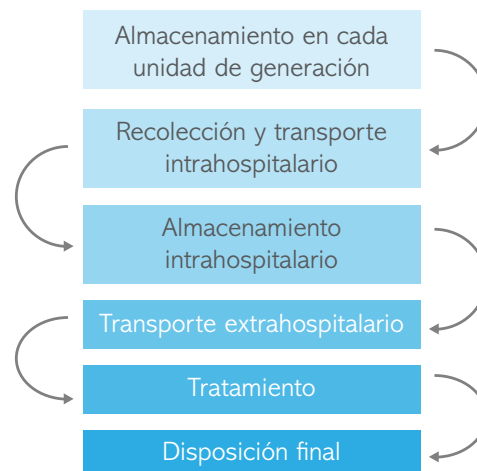 Almacenamiento en cada
unidad de generación
Recolección y transporte
intrahospitalario
Almacenamiento
intrahospitalario
Transporte extrahospitalario
Tratamiento
Disposición final